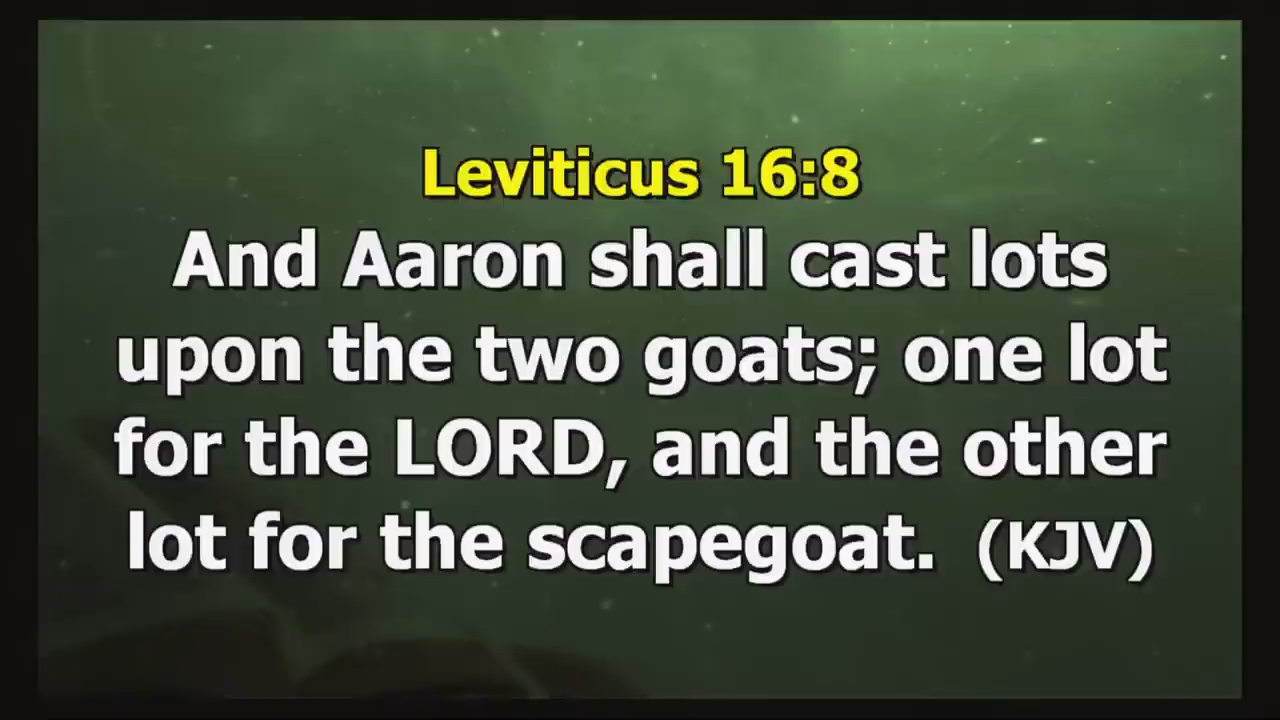 Leviticus 16:8
And Aaron shall cast lots
upon the two goats; one lot
for the LORD, and the other
lot for the scapegoat. (KJV)